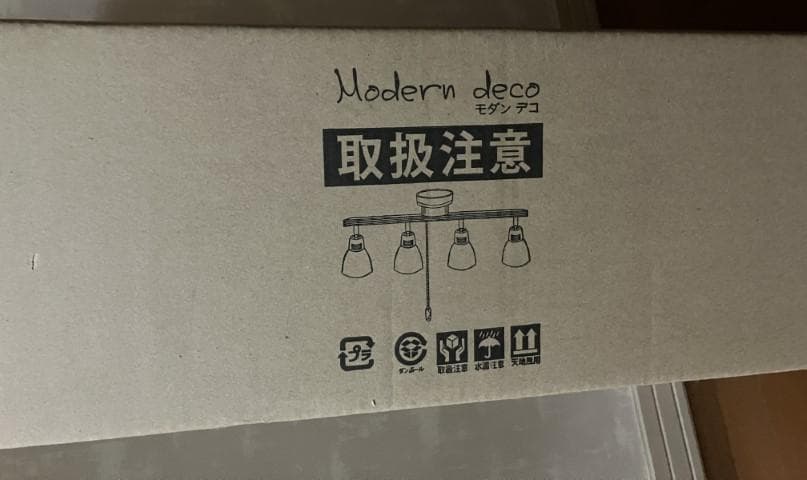 Modern deco
モダン デコ
取扱注意
プラ
ダンボール
取扱注意
水濡注意
天地無用